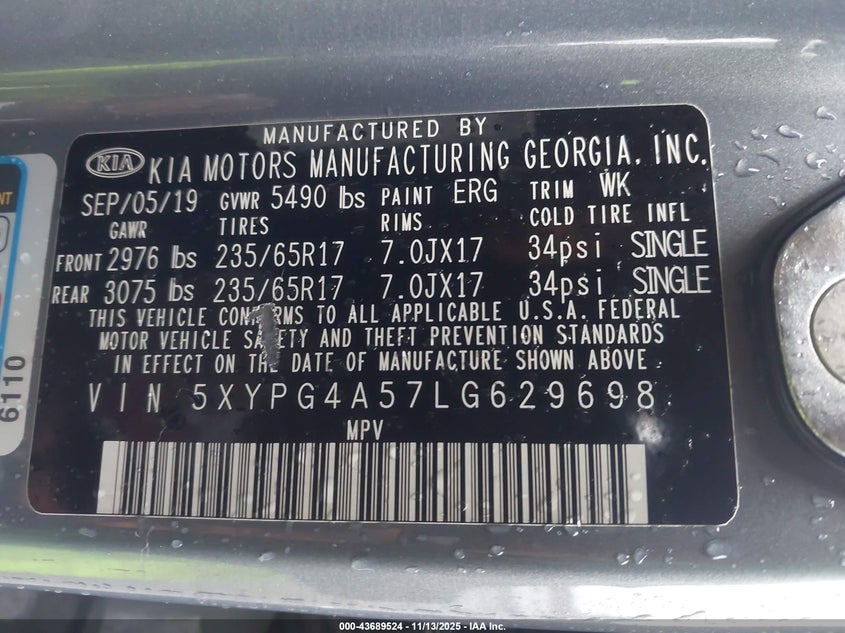 MANUFACTURED BY
KIA KIA MOTORS MANUFACTURING GEORGIA, INC.
SEP/05/19 GVWR 5490 lbs PAINT ERG TRIM WK
GAWR TIRES RIMS COLD TIRE INFL
FRONT 2976 lbs 235/65R17 7.0JX17 34psi SINGLE
REAR 3075 lbs 235/65R17 7.0JX17 34psi SINGLE
THIS VEHICLE CONFORMS TO ALL APPLICABLE U.S.A. FEDERAL
MOTOR VEHICLE SAFETY AND THEFT PREVENTION STANDARDS
IN EFFECT ON THE DATE OF MANUFACTURE SHOWN ABOVE
VIN 5XYPG4A57LG629698
MPV
6110
000-43689524 - 11/13/2025 - IAA Inc.